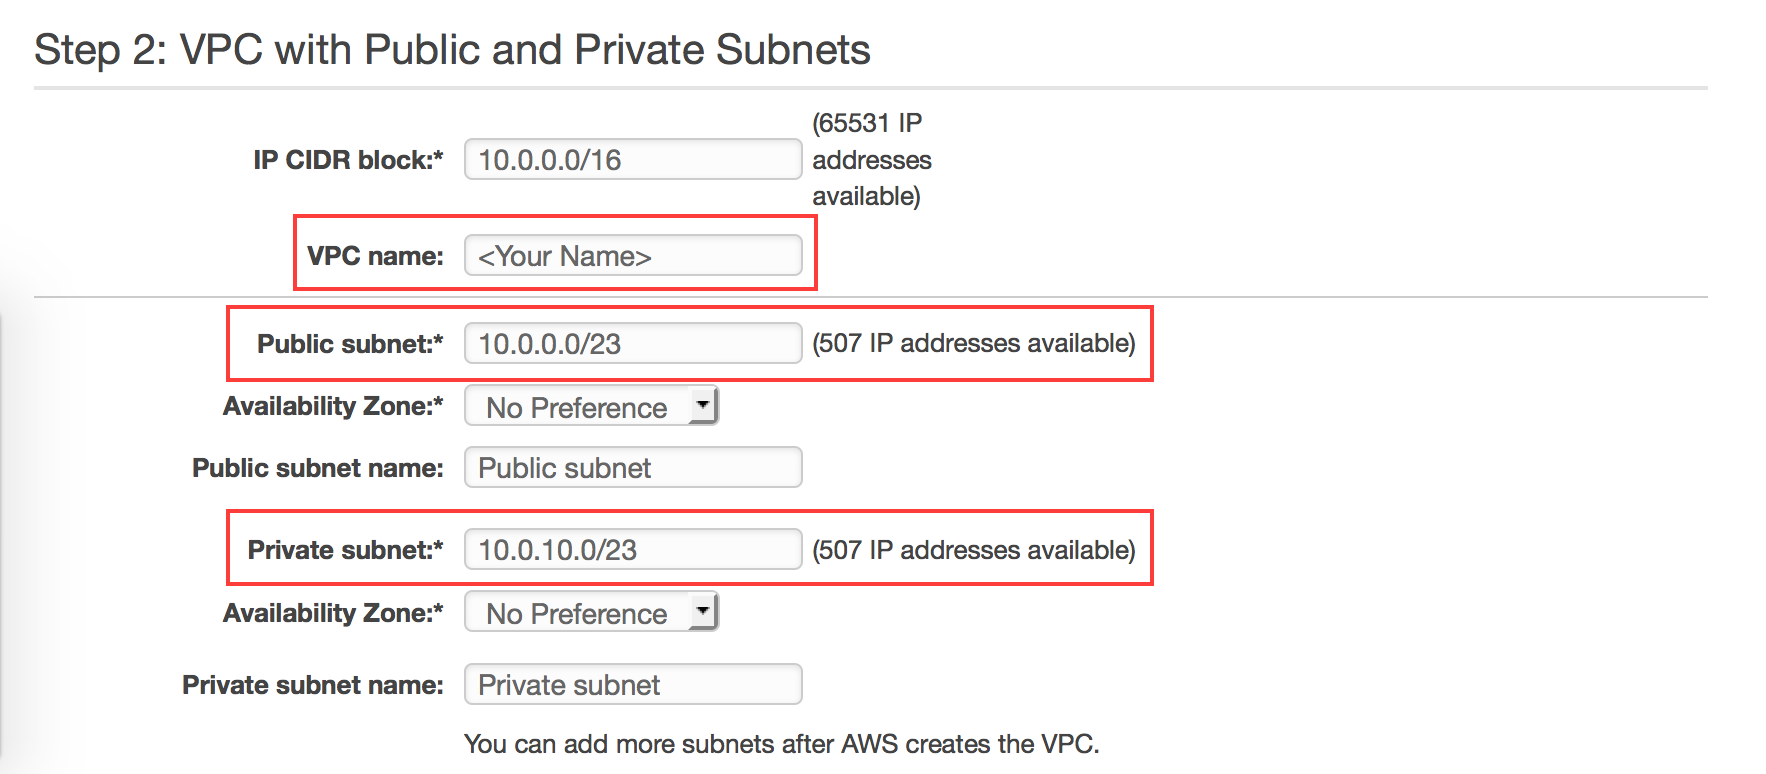 Step 2: VPC with Public and Private Subnets
IP CIDR block:* 10.0.0.0/16 (65531 IP
addresses
available)
VPC name: <Your Name>
Public subnet:* 10.0.0.0/23 (507 IP addresses available)
Availability Zone:* No Preference
Public subnet name: Public subnet
Private subnet:* 10.0.10.0/23 (507 IP addresses available)
Availability Zone:* No Preference
Private subnet name: Private subnet
You can add more subnets after AWS creates the VPC.